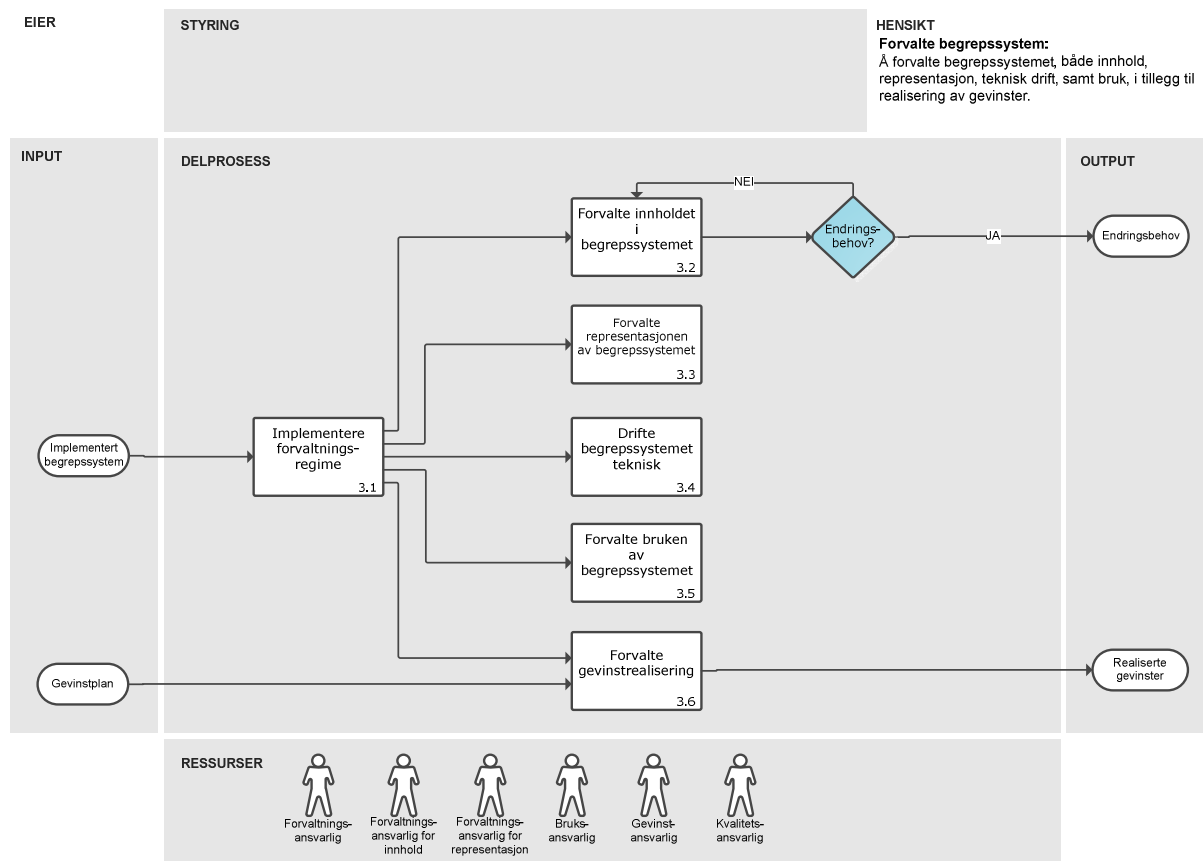 EIER
STYRING
HENSIKT
Forvalte begrepssystem:
Å forvalte begrepssystemet, både innhold,
representasjon, teknisk drift, samt bruk, i tillegg til
realisering av gevinster.
INPUT
DELPROSESS
OUTPUT
NEI
Forvalte innholdet
i
begrepssystemet
3.2
Endrings-
behov?
JA
Endringsbehov
Forvalte
representasjonen
av begrepssystemet
3.3
Implementert
begrepssystem
Implementere
forvaltnings-
regime
3.1
Drifte
begrepssystemet
teknisk
3.4
Forvalte bruken
av
begrepssystemet
3.5
Gevinstplan
Forvalte
gevinstrealisering
3.6
Realiserte
gevinster
RESSURSER
Forvaltnings-
ansvarlig
Forvaltnings-
ansvarlig for
innhold
Forvaltnings-
ansvarlig for
representasjon
Bruks-
ansvarlig
Gevinst-
ansvarlig
Kvalitets-
ansvarlig